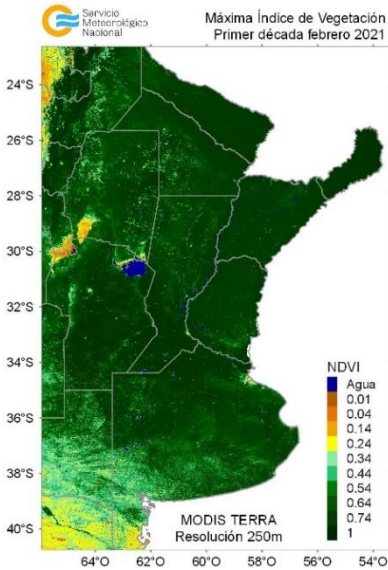 Servicio
Meteorológico
Nacional
Máxima Índice de Vegetación
Primer década febrero 2021
24°S
26°S
28°S
30°S
32°S
34°S
36°S
38°S
40°S
NDVI
Agua
0.01
0.04
0.14
0.24
0.34
0.44
0.54
0.64
0.74
1
MODIS TERRA
Resolución 250m
64°O
62°O
60°O
58°O
56°O
54°O